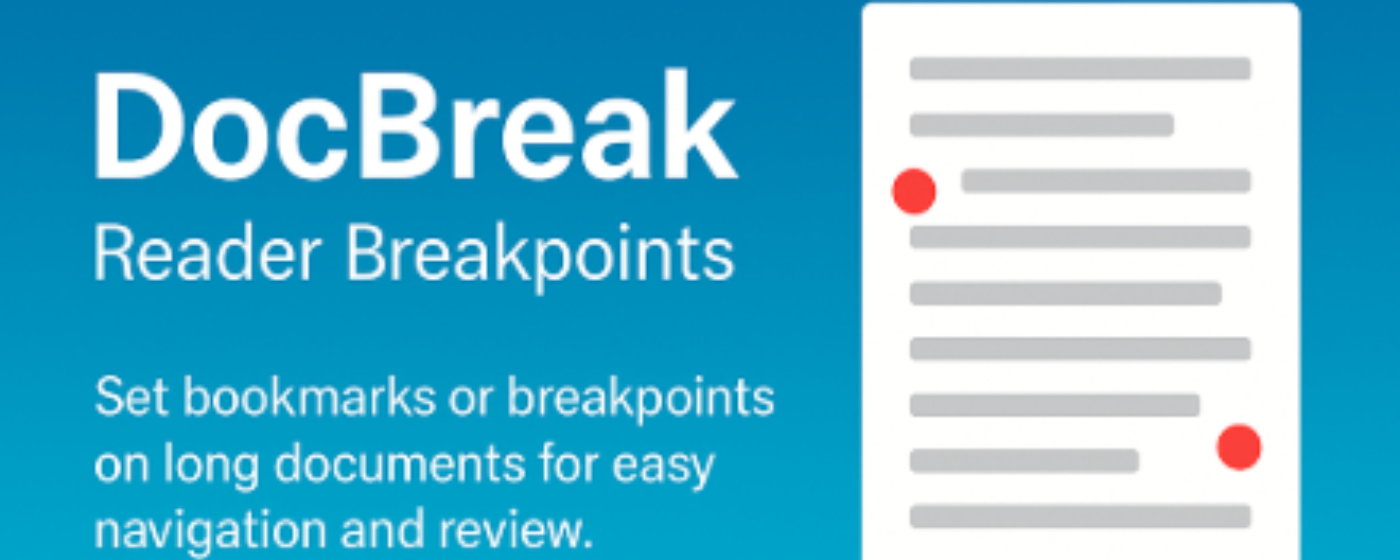 DocBreak
Reader Breakpoints
Set bookmarks or breakpoints
on long documents for easy
navigation and review.